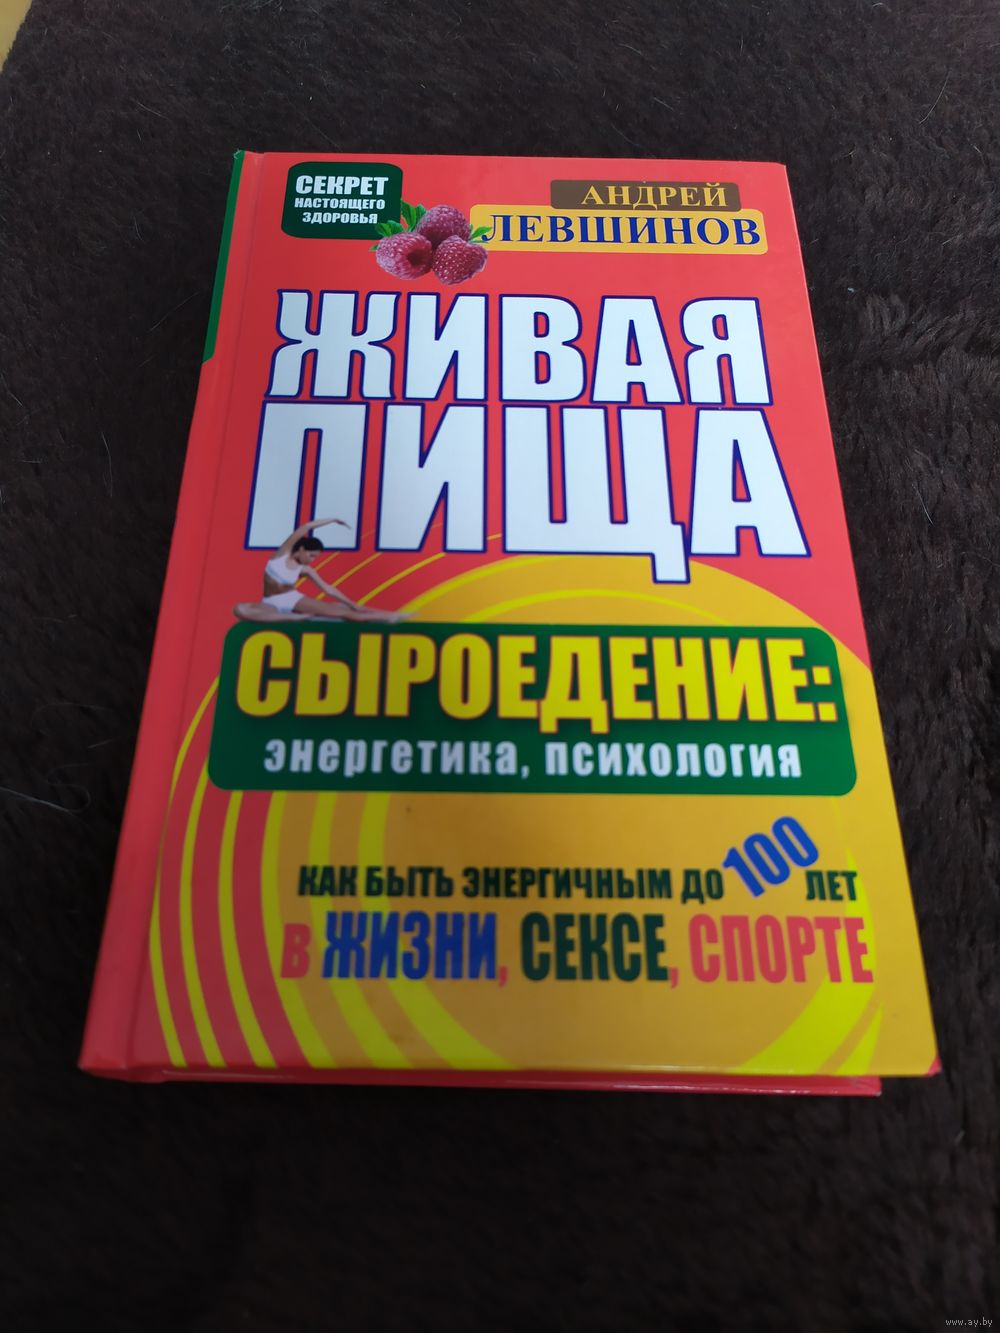 СЕКРЕТ
НАСТОЯЩЕГО
ЗДОРОВЬЯ
АНДРЕЙ
ЛЕВШИНОВ
ЖИВАЯ
ПИЩА
СЫРОЕДЕНИЕ:
энергетика, психология
КАК БЫТЬ ЭНЕРГИЧНЫМ ДО 100 ЛЕТ
В ЖИЗНИ, СЕКСЕ, СПОРТЕ
www.ay.by